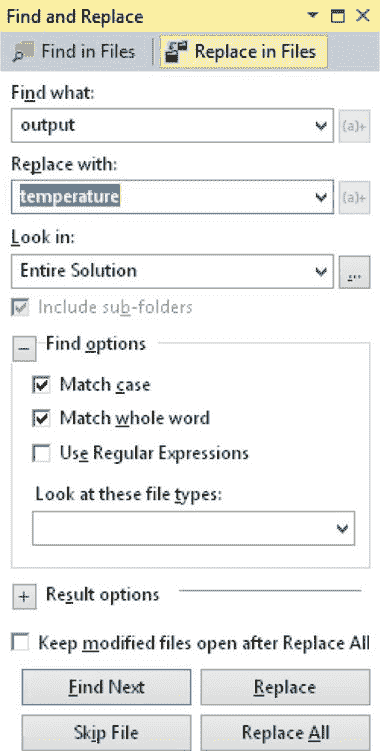 Find and Replace
Find in Files Replace in Files
Find what:
output
(a)+
Replace with:
temperature
(a)+
Look in:
Entire Solution
...
Include sub-folders
Find options
Match case
Match whole word
Use Regular Expressions
Look at these file types:
Result options
Keep modified files open after Replace All
Find Next Replace
Skip File Replace All